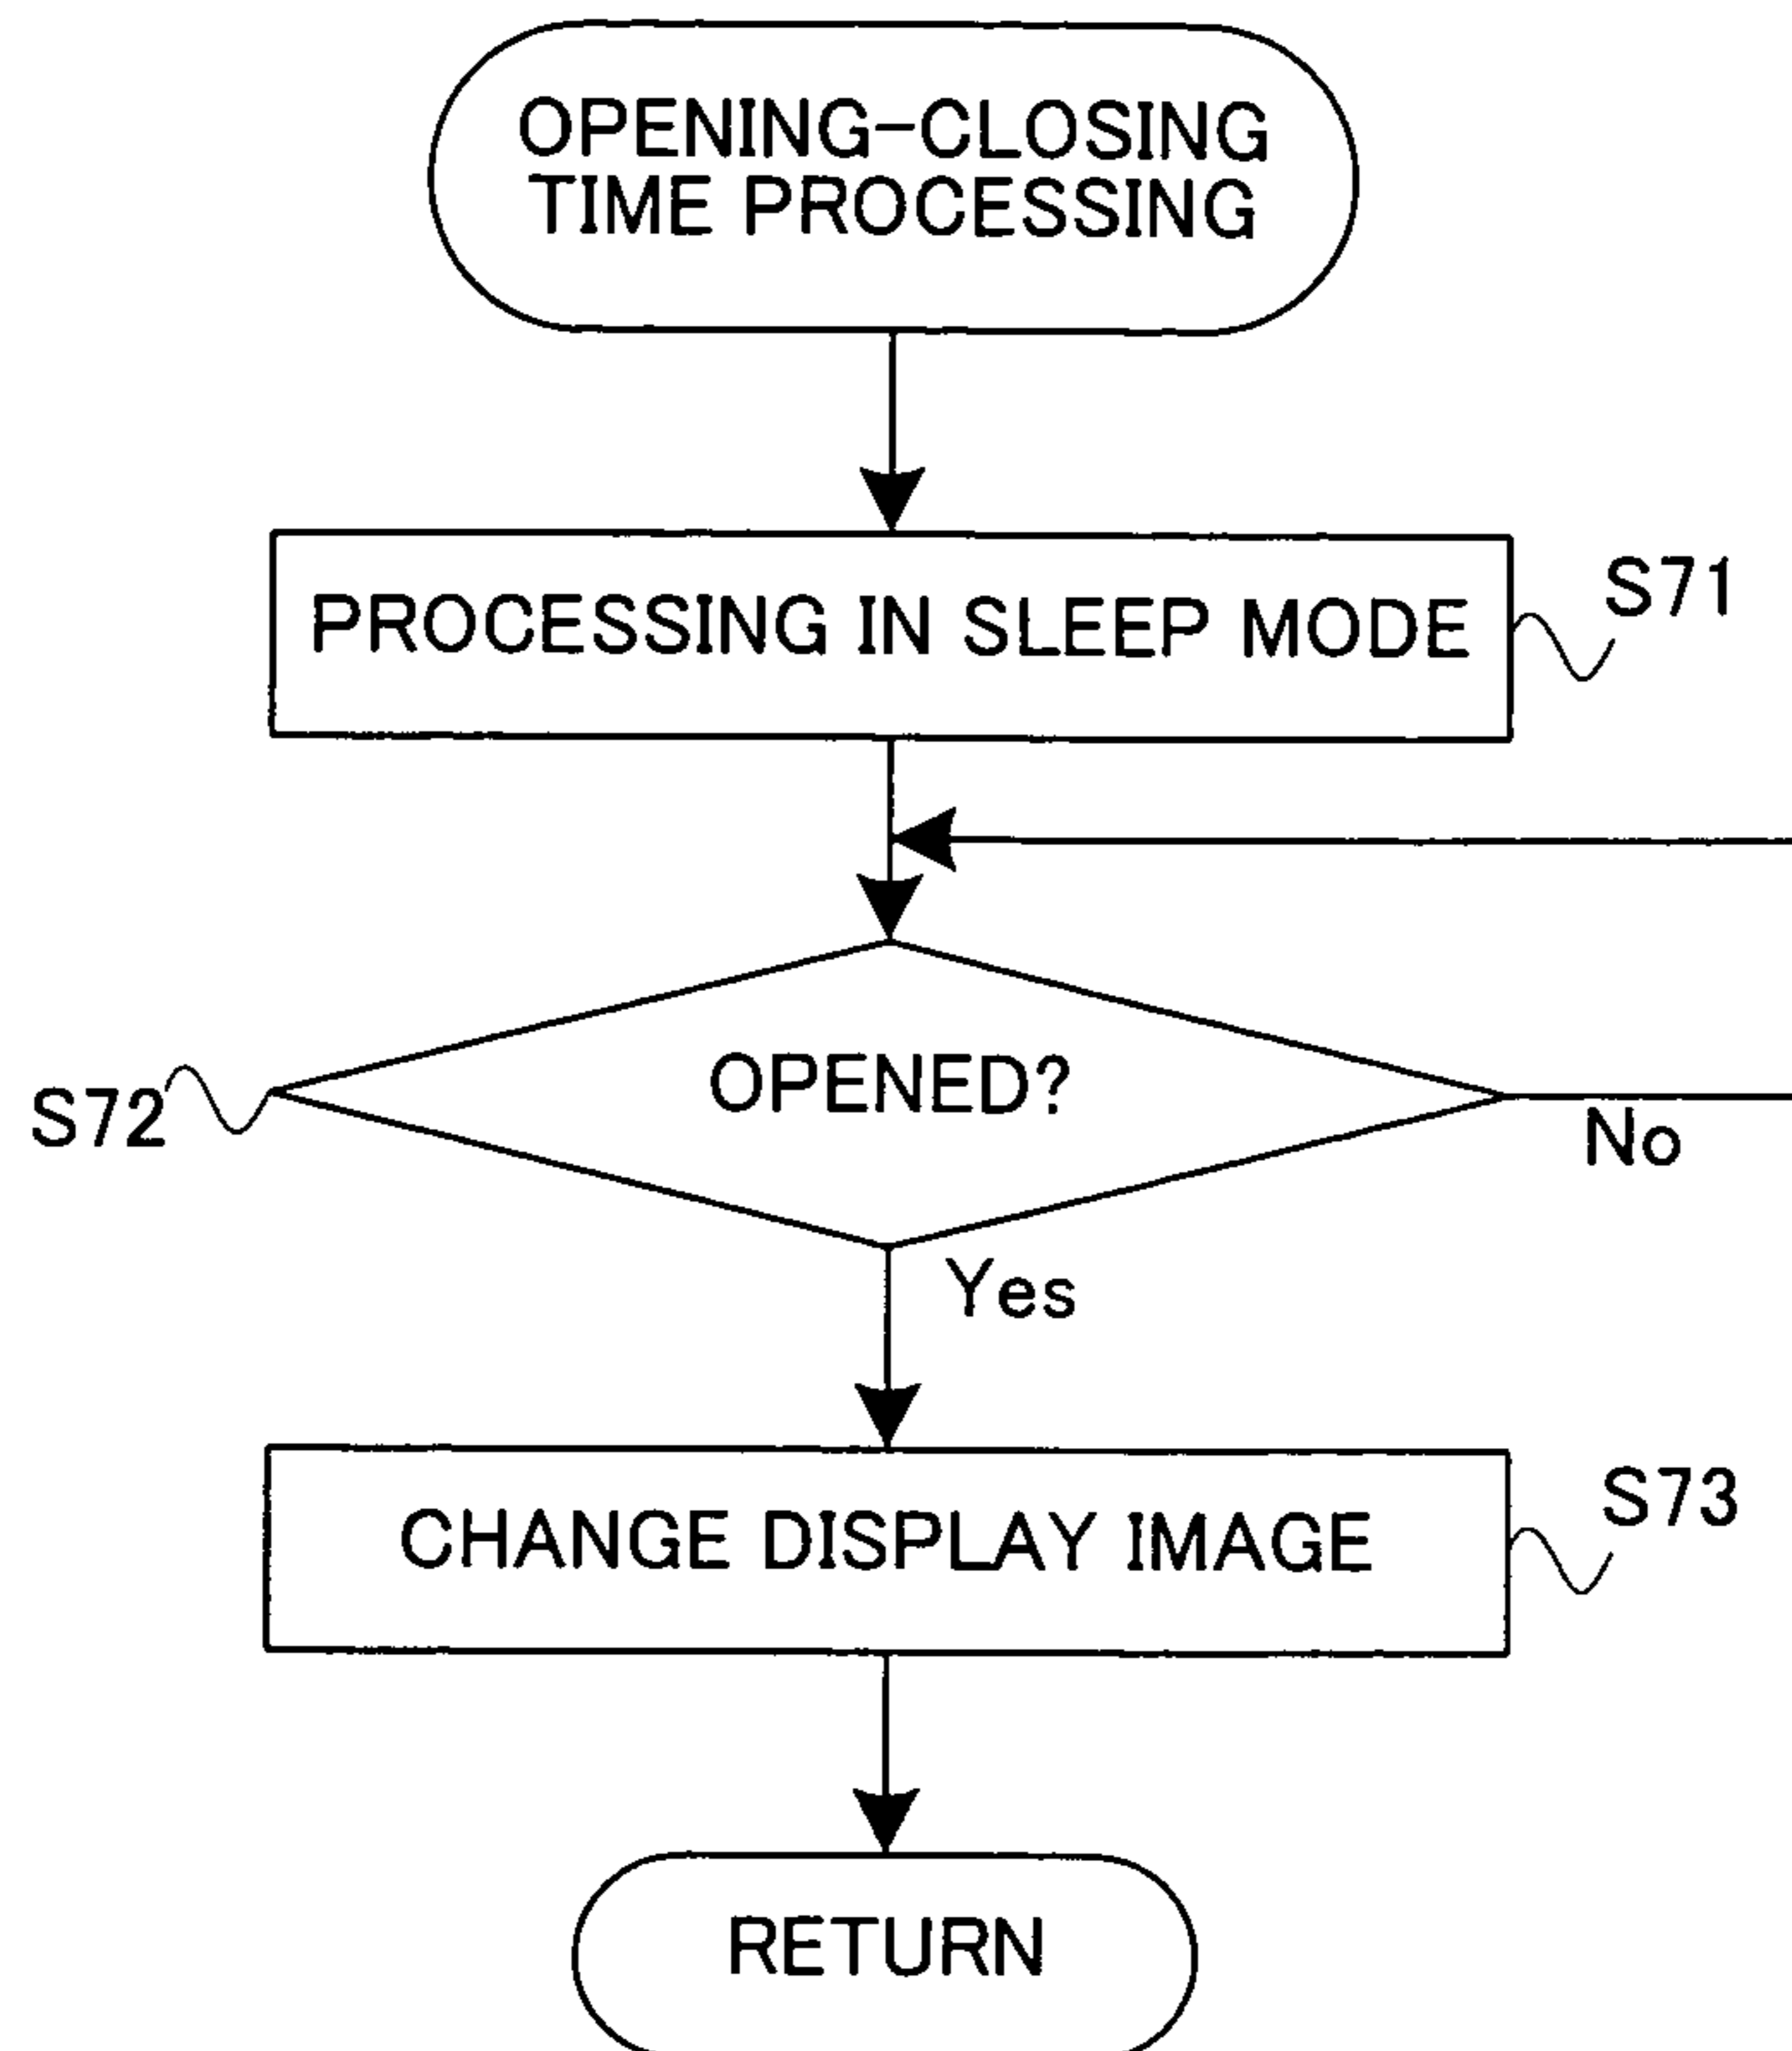 OPENING-CLOSING
TIME PROCESSING
PROCESSING IN SLEEP MODE
S71
OPENED?
S72
No
Yes
CHANGE DISPLAY IMAGE
S73
RETURN